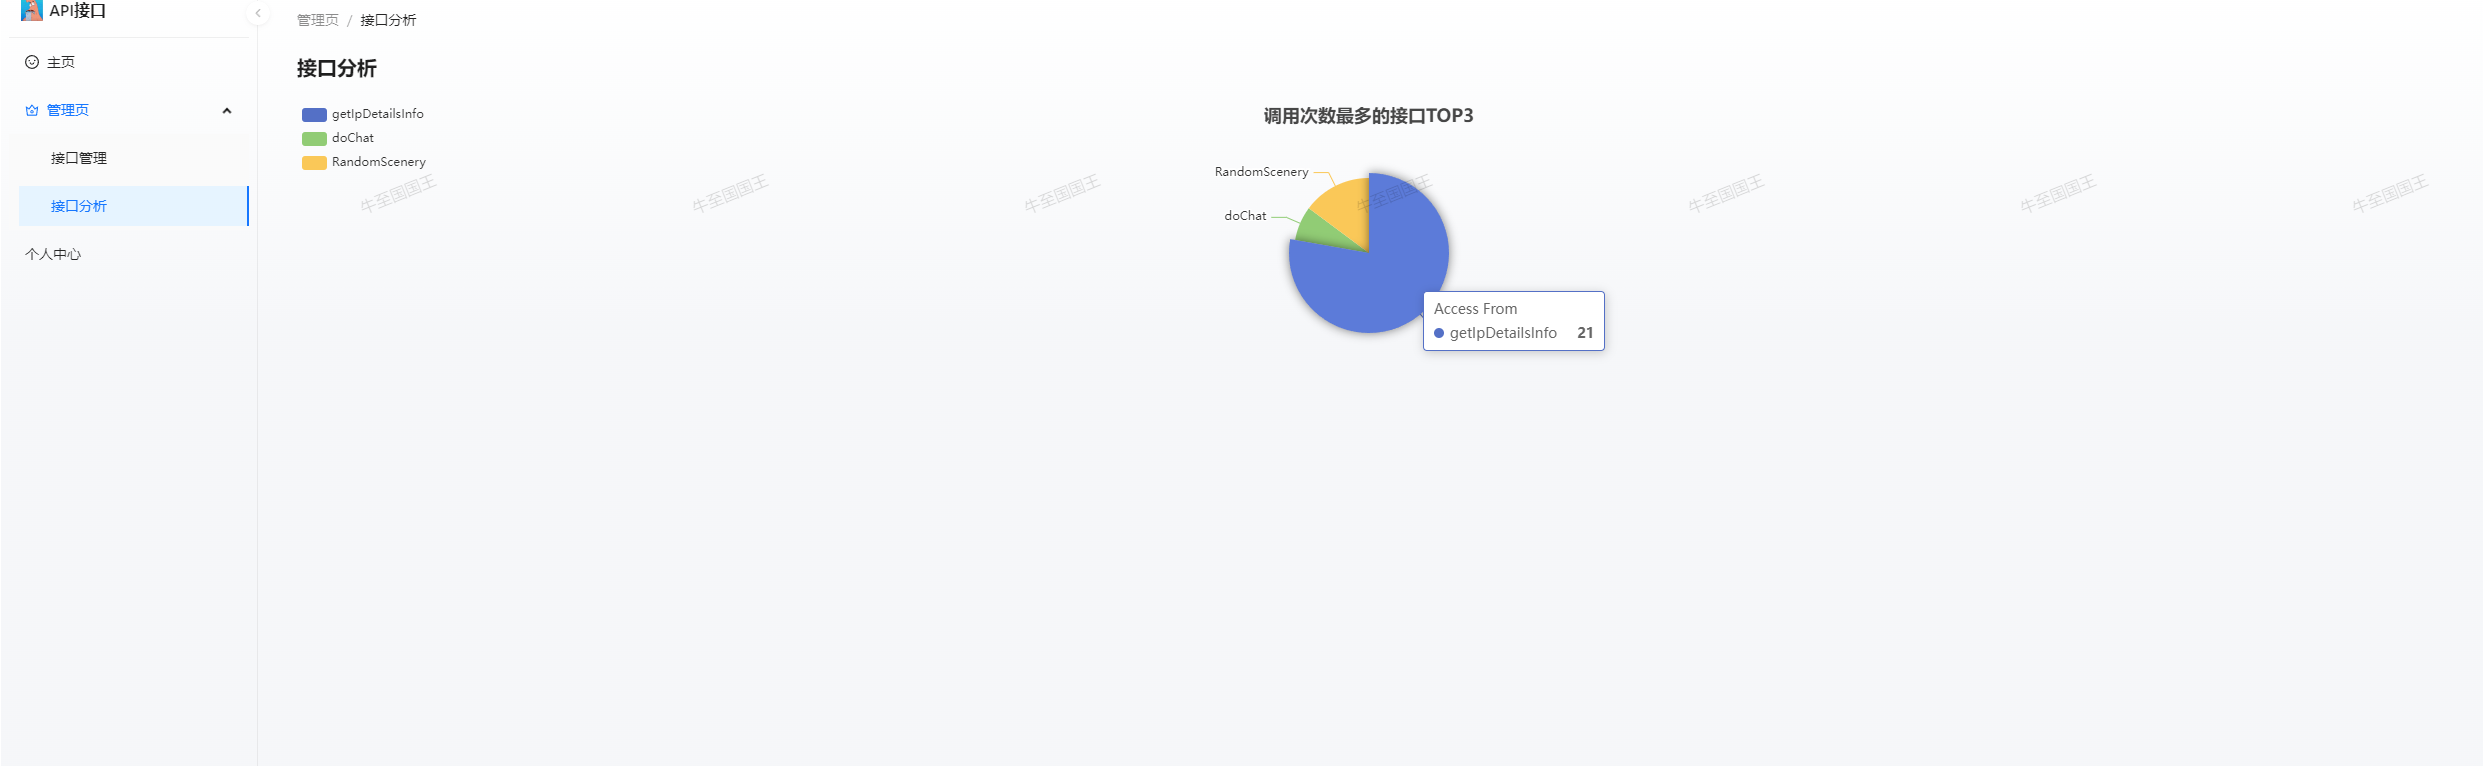 API接口
管理页 / 接口分析
主页
接口分析
管理页
getIpDetailsInfo
调用次数最多的接口TOP3
doChat
接口管理
RandomScenery
RandomScenery
牛至国国王 牛至国国王 牛至国国王 牛至国国王 牛至国国王 牛至国国王 牛至国国王
接口分析
doChat
个人中心
Access From
getIpDetailsInfo 21